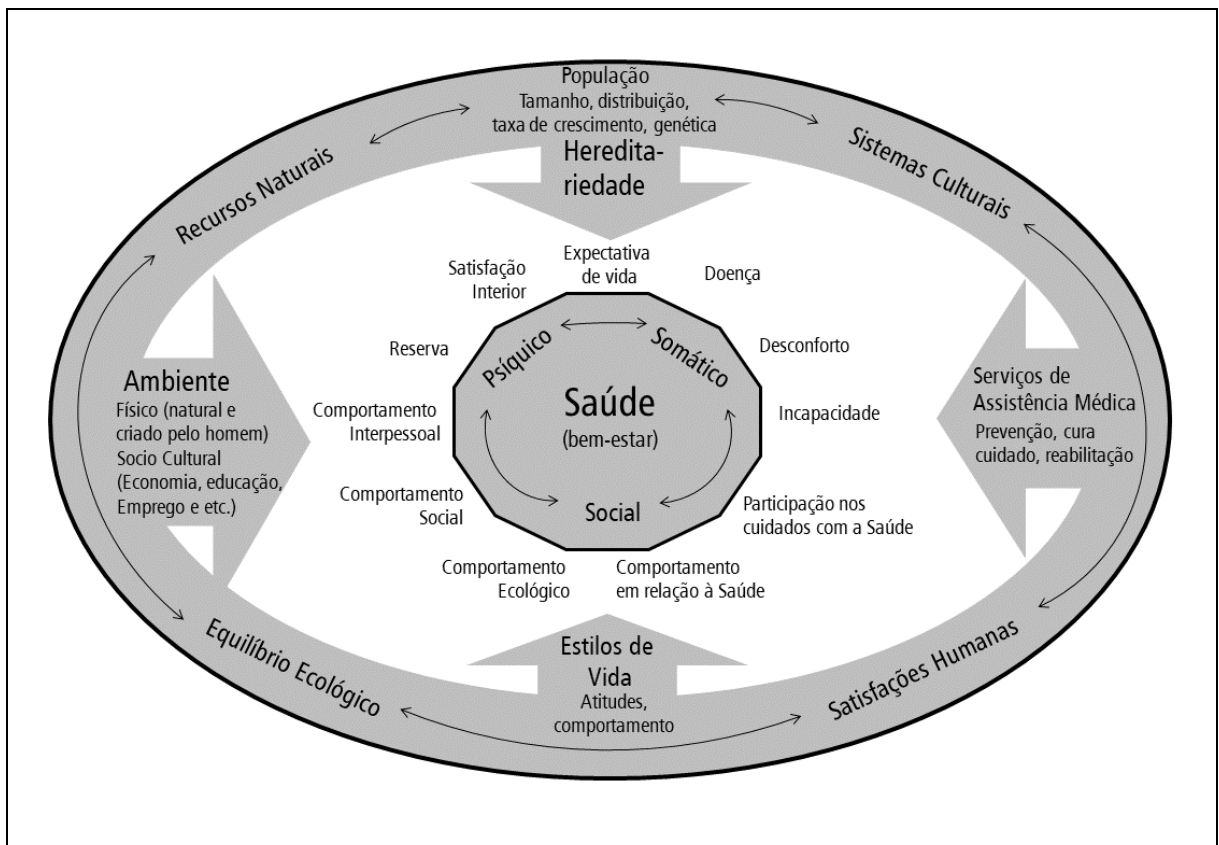 População
Tamanho, distribuição,
taxa de crescimento, genética
Heredita-
riedade
Recursos Naturais
Sistemas Culturais
Expectativa
de vida
Satisfação
Interior
Doença
Reserva
Psíquico
Somático
Desconforto
Ambiente
Físico (natural e
criado pelo homem)
Socio Cultural
(Economia, educação,
Emprego e etc.)
Comportamento
Interpessoal
Saúde
(bem-estar)
Incapacidade
Serviços de
Assistência Médica
Prevenção, cura
cuidado, reabilitação
Comportamento
Social
Social
Participação nos
cuidados com a Saúde
Comportamento
Ecológico
Comportamento
em relação à Saúde
Equilíbrio Ecológico
Estilos de
Vida
Atitudes,
comportamento
Satisfações Humanas